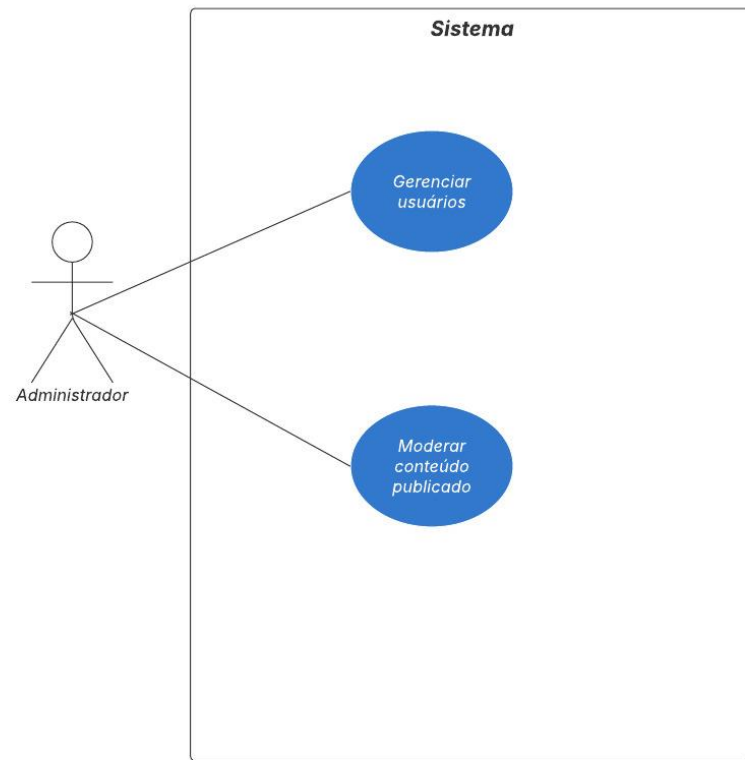 Sistema
Gerenciar
usuários
Administrador
Moderar
conteúdo
publicado